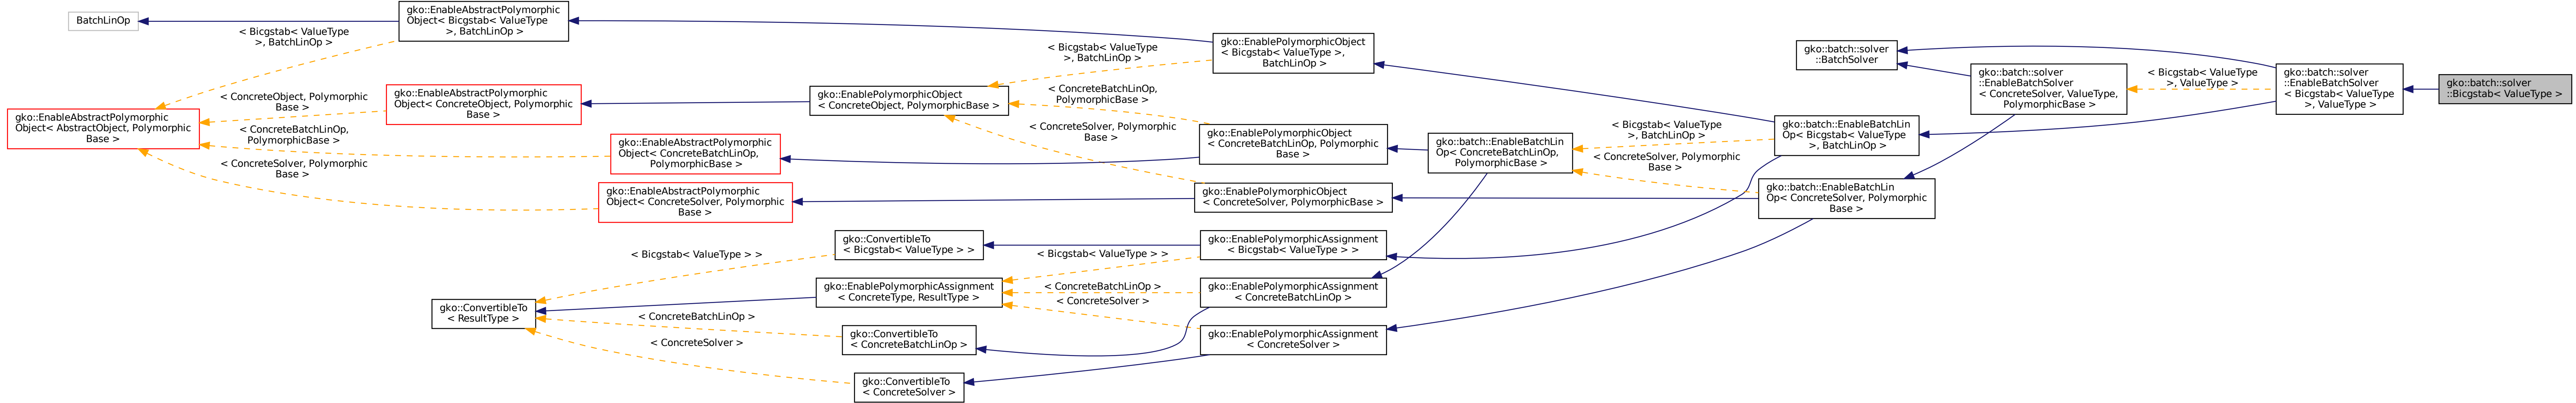 BatchLinOp
gko::EnableAbstractPolymorphic
Object< Bicgstab< ValueType
>, BatchLinOp >
< Bicgstab< ValueType
>, BatchLinOp >
gko::EnableAbstractPolymorphic
Object< AbstractObject, Polymorphic
Base >
< ConcreteObject, Polymorphic
Base >
< ConcreteBatchLinOp,
PolymorphicBase >
< ConcreteSolver, Polymorphic
Base >
gko::EnableAbstractPolymorphic
Object< ConcreteObject, Polymorphic
Base >
gko::EnableAbstractPolymorphic
Object< ConcreteBatchLinOp,
PolymorphicBase >
gko::EnableAbstractPolymorphic
Object< ConcreteSolver, Polymorphic
Base >
gko::EnablePolymorphicObject
< ConcreteObject, PolymorphicBase >
< Bicgstab< ValueType
>, BatchLinOp >
< ConcreteBatchLinOp,
PolymorphicBase >
< ConcreteSolver, Polymorphic
Base >
gko::EnablePolymorphicObject
< Bicgstab< ValueType >,
BatchLinOp >
gko::EnablePolymorphicObject
< ConcreteBatchLinOp, Polymorphic
Base >
gko::EnablePolymorphicObject
< ConcreteSolver, PolymorphicBase >
gko::batch::EnableBatchLin
Op< ConcreteBatchLinOp,
PolymorphicBase >
< Bicgstab< ValueType
>, BatchLinOp >
< ConcreteSolver, Polymorphic
Base >
gko::batch::EnableBatchLin
Op< Bicgstab< ValueType
>, BatchLinOp >
gko::batch::EnableBatchLin
Op< ConcreteSolver, Polymorphic
Base >
gko::batch::solver
::BatchSolver
gko::batch::solver
::EnableBatchSolver
< ConcreteSolver, ValueType,
PolymorphicBase >
< Bicgstab< ValueType
>, ValueType >
gko::batch::solver
::EnableBatchSolver
< Bicgstab< ValueType
>, ValueType >
gko::batch::solver
::Bicgstab< ValueType >
gko::ConvertibleTo
< ResultType >
< Bicgstab< ValueType > >
< ConcreteBatchLinOp >
< ConcreteSolver >
gko::ConvertibleTo
< Bicgstab< ValueType > >
gko::EnablePolymorphicAssignment
< ConcreteType, ResultType >
gko::ConvertibleTo
< ConcreteBatchLinOp >
gko::ConvertibleTo
< ConcreteSolver >
< Bicgstab< ValueType > >
< ConcreteBatchLinOp >
< ConcreteSolver >
gko::EnablePolymorphicAssignment
< Bicgstab< ValueType > >
gko::EnablePolymorphicAssignment
< ConcreteBatchLinOp >
gko::EnablePolymorphicAssignment
< ConcreteSolver >